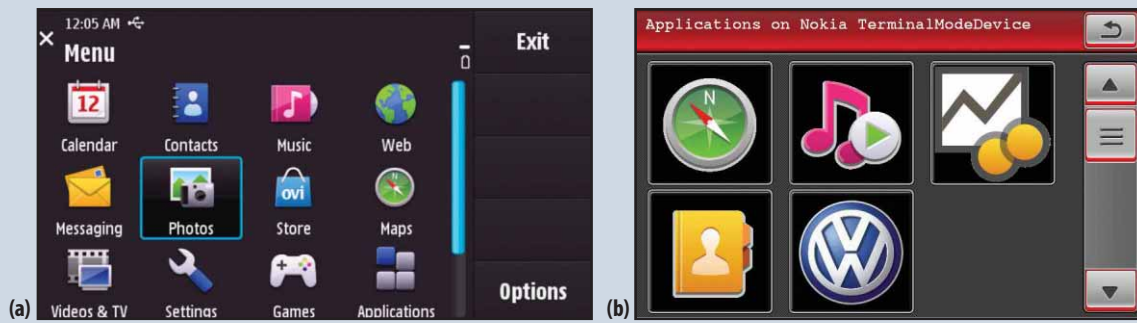 12:05 AM
Menu
Exit
12
Calendar Contacts Music Web
ovi
Messaging Photos Store Maps
Videos & TV Settings Games Applications
Options
(a)
Applications on Nokia TerminalModeDevice
N
VW
(b)